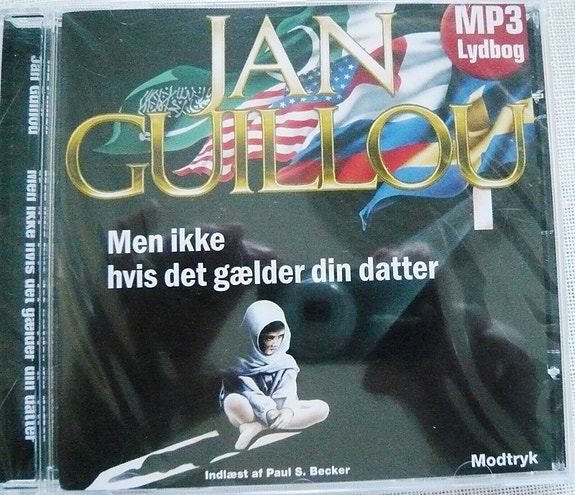 JAN
GUILLOU
MP3
Lydbog
Men ikke
hvis det gælder din datter
Indlæst af Paul S. Becker
Modtryk
Jan Guillou Men ikke hvis det gælder din datter